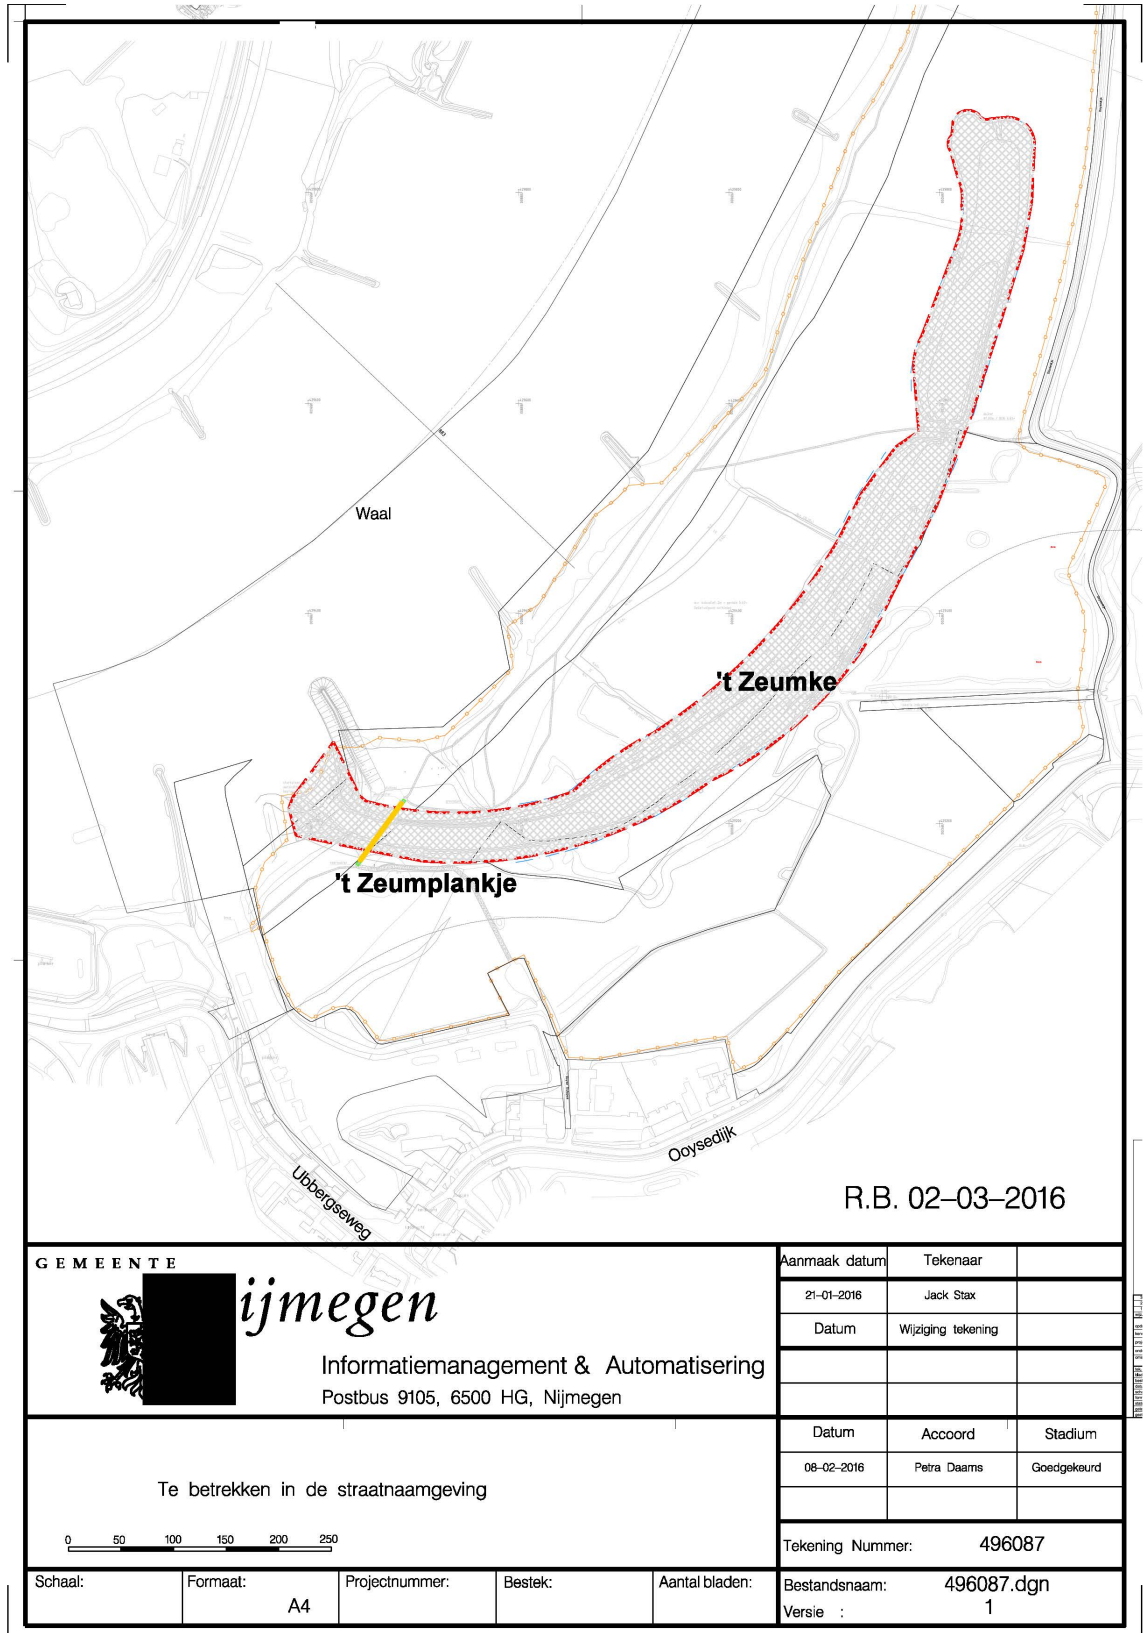 Waal
't Zeumke
't Zeumplankje
Ooysedijk
Ubbergseweg
R.B. 02-03-2016
GEMEENTE
ijmegen
Informatiemanagement & Automatisering
Postbus 9105, 6500 HG, Nijmegen
Aanmaak datum Tekenaar
21-01-2016 Jack Stax
Datum Wijziging tekening
Datum Accoord Stadium
08-02-2016 Petra Daams Goedgekeurd
Te betrekken in de straatnaamgeving
0 50 100 150 200 250
Tekening Nummer: 496087
Schaal: Formaat: A4 Projectnummer: Bestek: Aantal bladen:
Bestandsnaam: 496087.dgn
Versie : 1